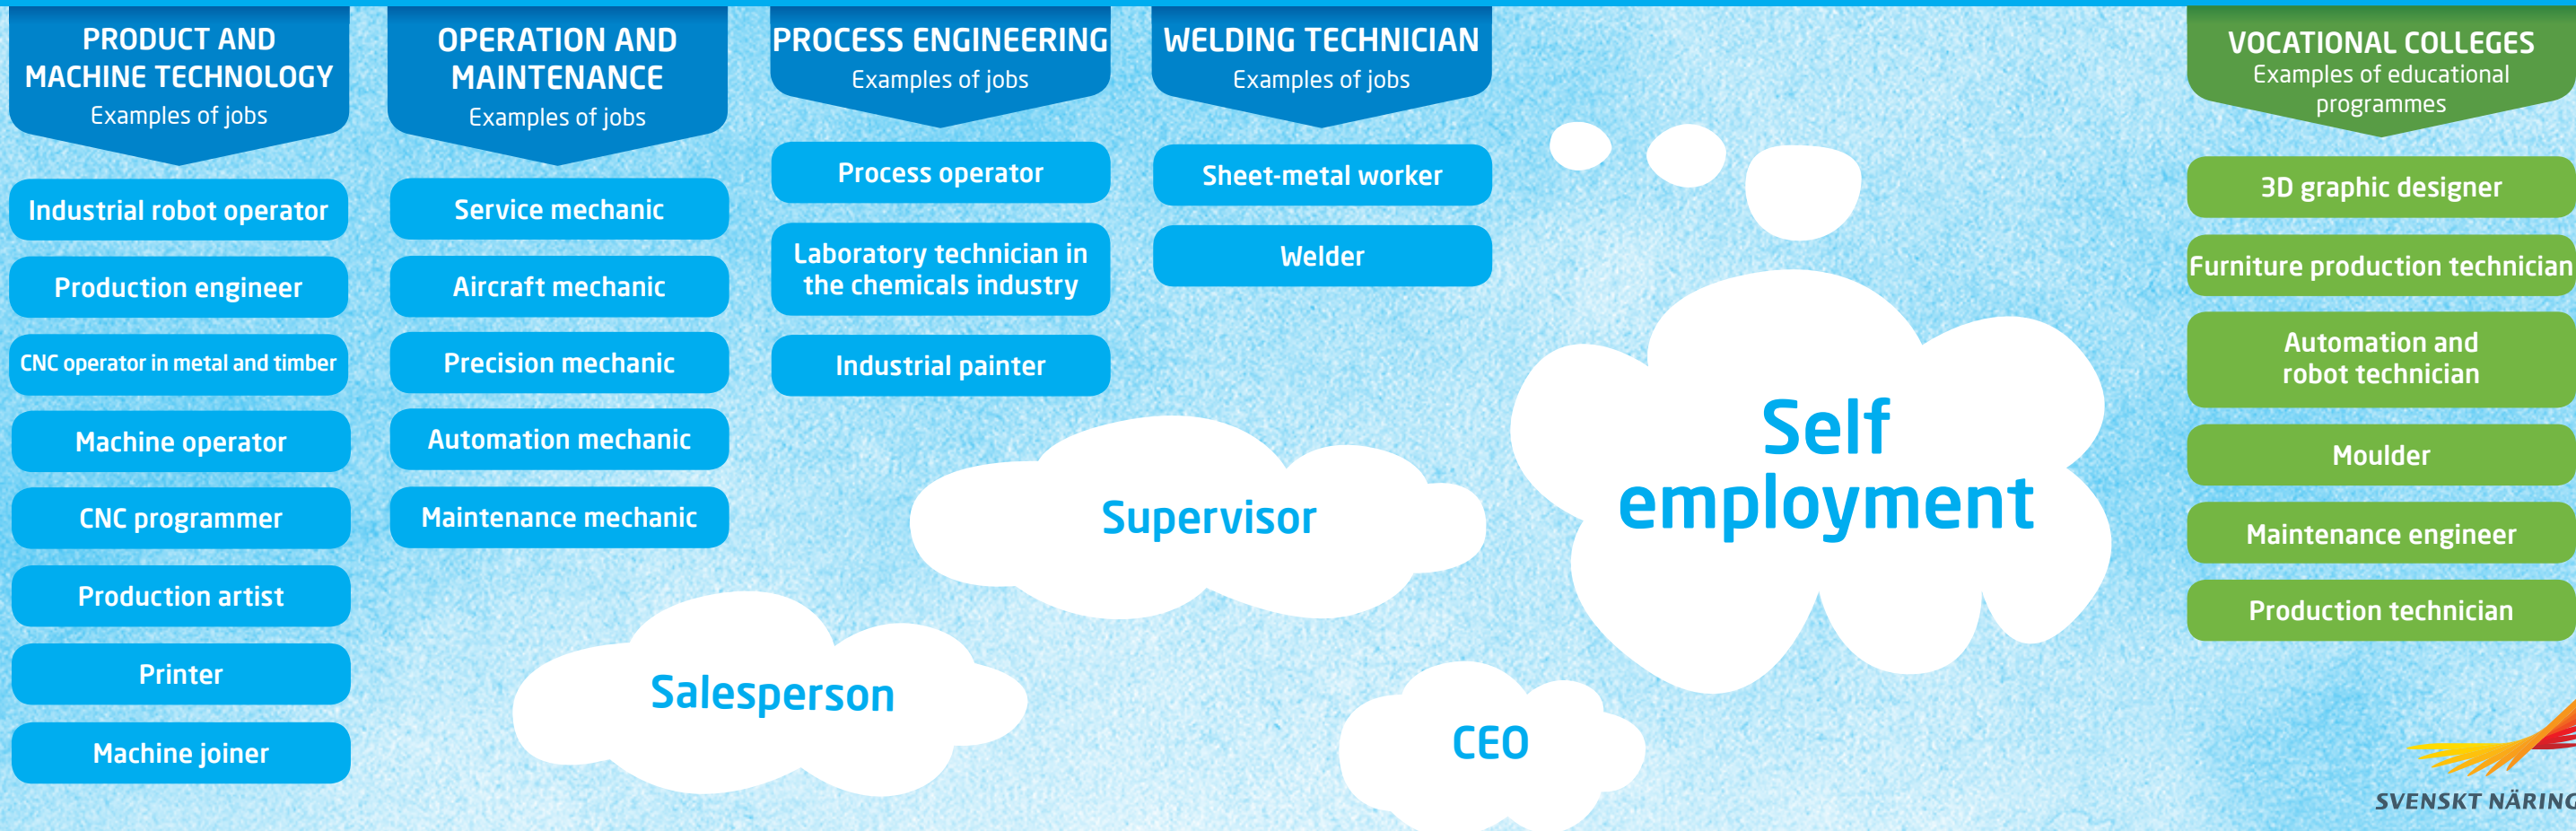 PRODUCT AND
MACHINE TECHNOLOGY
Examples of jobs
Industrial robot operator
Production engineer
CNC operator in metal and timber
Machine operator
CNC programmer
Production artist
Printer
Machine joiner
OPERATION AND
MAINTENANCE
Examples of jobs
Service mechanic
Aircraft mechanic
Precision mechanic
Automation mechanic
Maintenance mechanic
PROCESS ENGINEERING
Examples of jobs
Process operator
Laboratory technician in
the chemicals industry
Industrial painter
WELDING TECHNICIAN
Examples of jobs
Sheet-metal worker
Welder
Supervisor
Salesperson
Self
employment
CEO
VOCATIONAL COLLEGES
Examples of educational
programmes
3D graphic designer
Furniture production technician
Automation and
robot technician
Moulder
Maintenance engineer
Production technician
SVENSKT